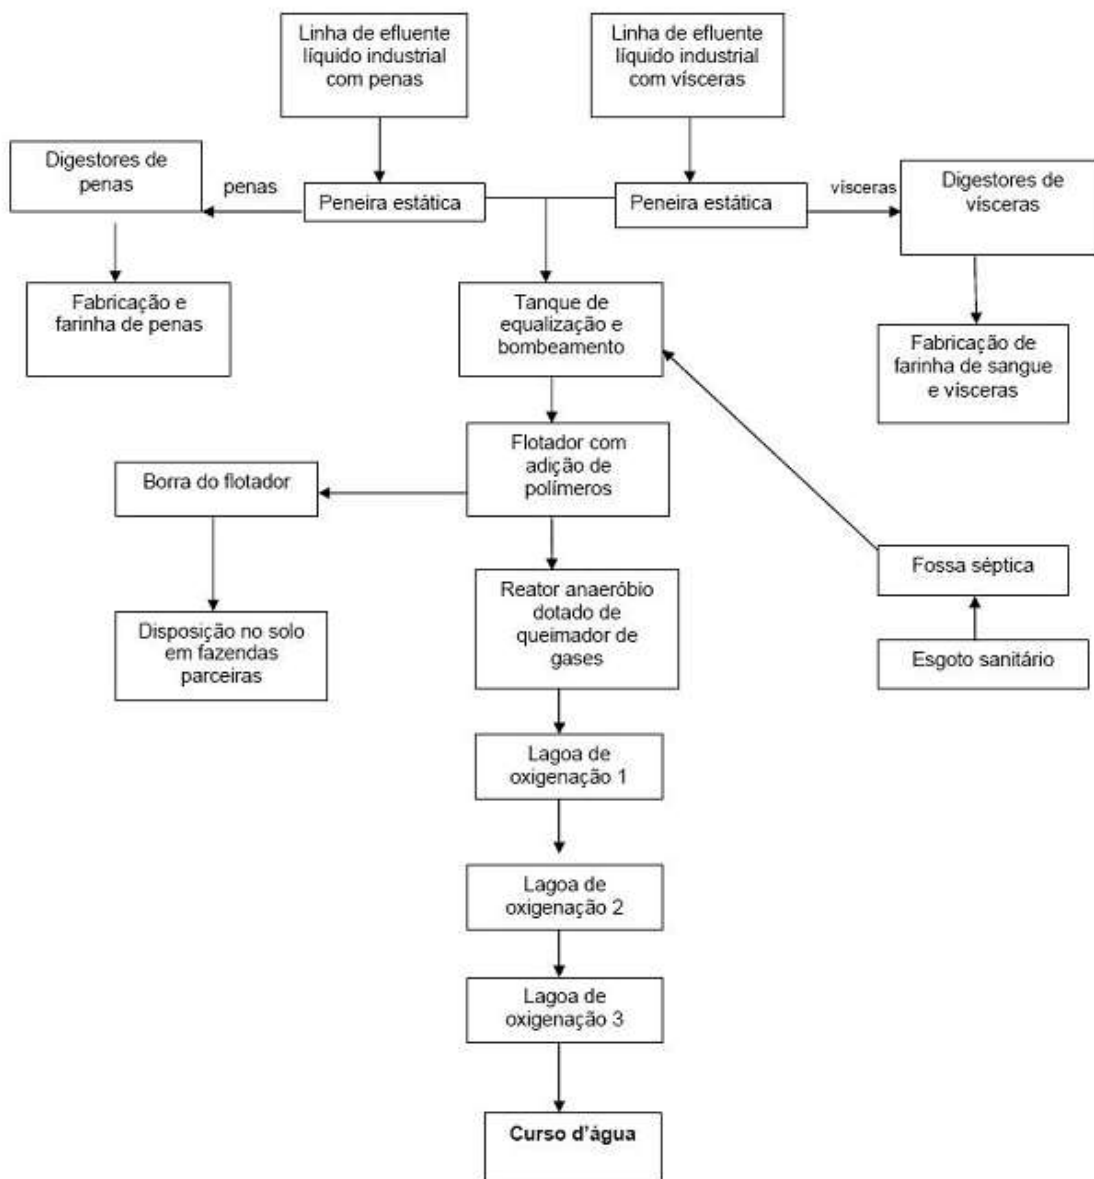 Linha de efluente
líquido industrial
com penas
Linha de efluente
líquido industrial
com vísceras
Digestores de
penas
penas
Peneira estática
Peneira estática
vísceras
Digestores de
vísceras
Fabricação e
farinha de penas
Tanque de
equalização e
bombeamento
Fabricação de
farinha de sangue
e vísceras
Flotador com
adição de
polímeros
Borra do flotador
Fossa séptica
Reator anaeróbio
dotado de
queimador de
gases
Disposição no solo
em fazendas
parceiras
Esgoto sanitário
Lagoa de
oxigenação 1
Lagoa de
oxigenação 2
Lagoa de
oxigenação 3
Curso d'água